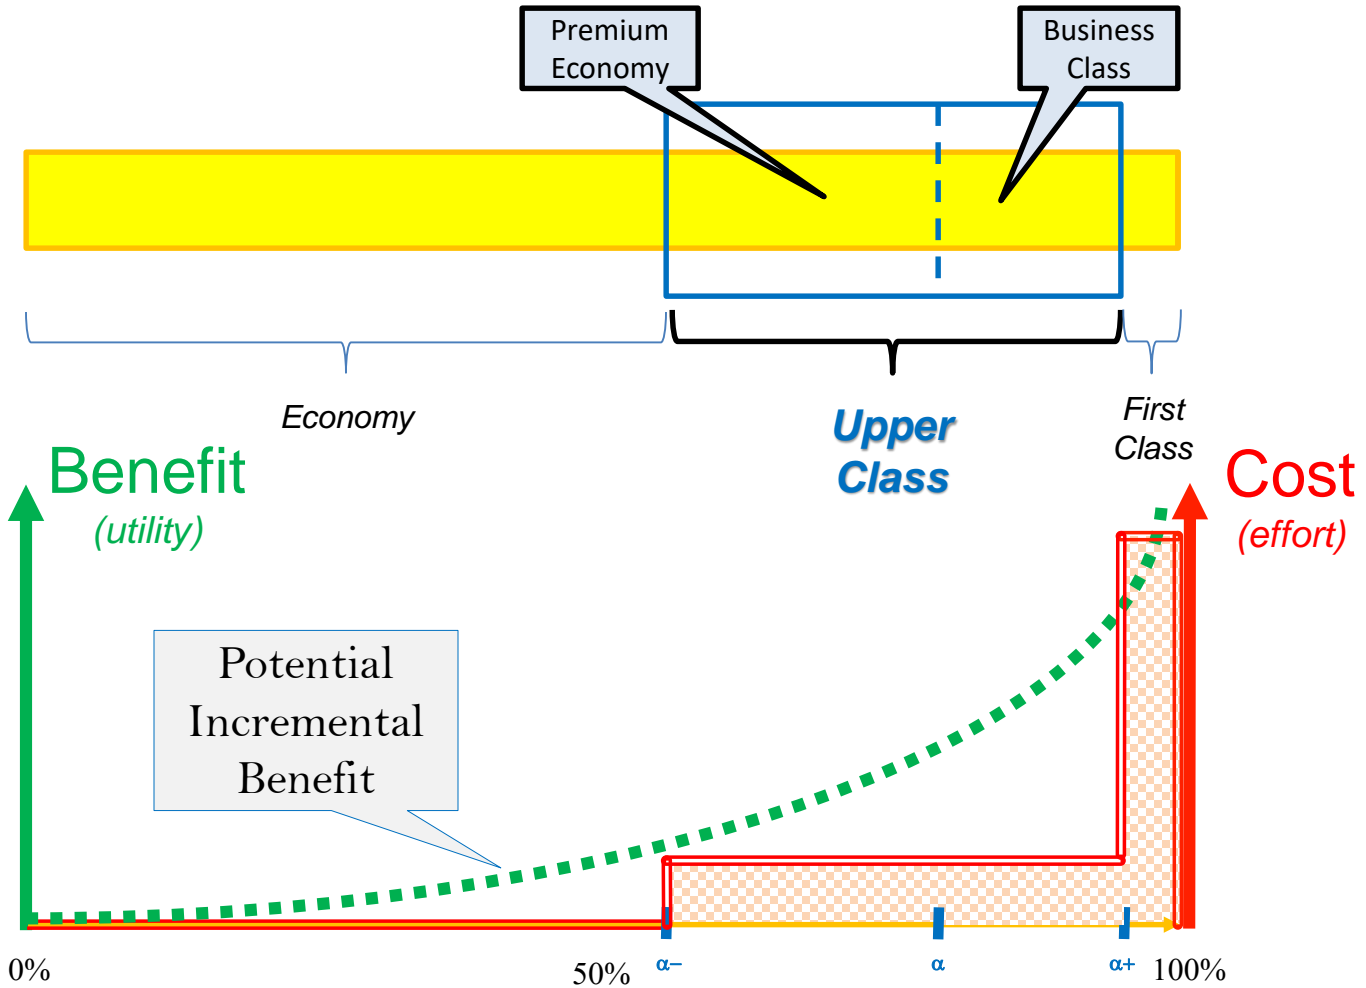 Premium
Economy
Business
Class
Economy
Upper
Class
First
Class
Benefit
(utility)
Cost
(effort)
Potential
Incremental
Benefit
0%
50%
α−
α
α+
100%